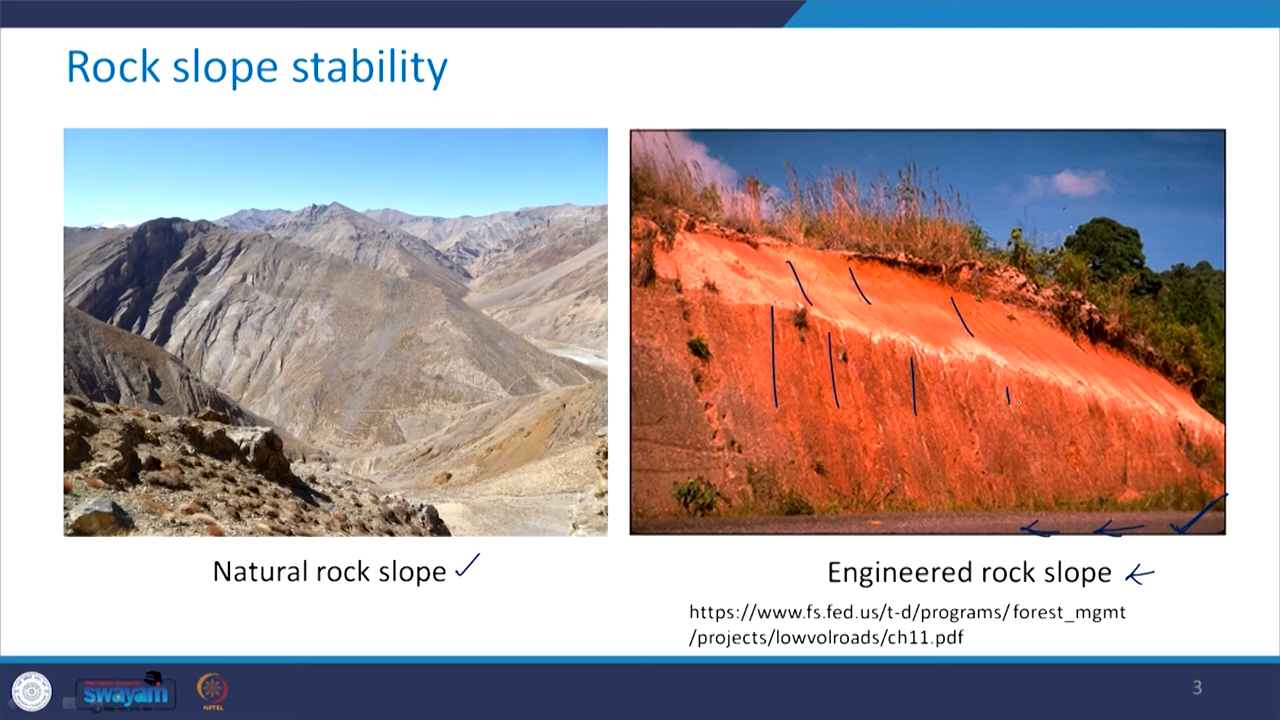 Rock slope stability
Natural rock slope
Engineered rock slope
https://www.fs.fed.us/t-d/programs/forest_mgmt
/projects/lowvolroads/ch11.pdf
swayam
NPTEL
3